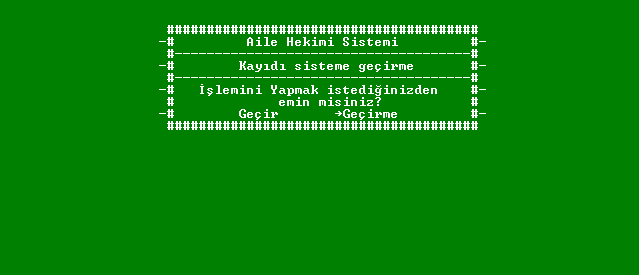 #######################################
-# Aile Hekimi Sistemi #-
#-------------------------------------#
-# Kayıdı sisteme geçirme #-
#-------------------------------------#
-# İşlemini Yapmak istediğinizden #-
# emin misiniz? #
-# Geçir →Geçirme #-
#######################################